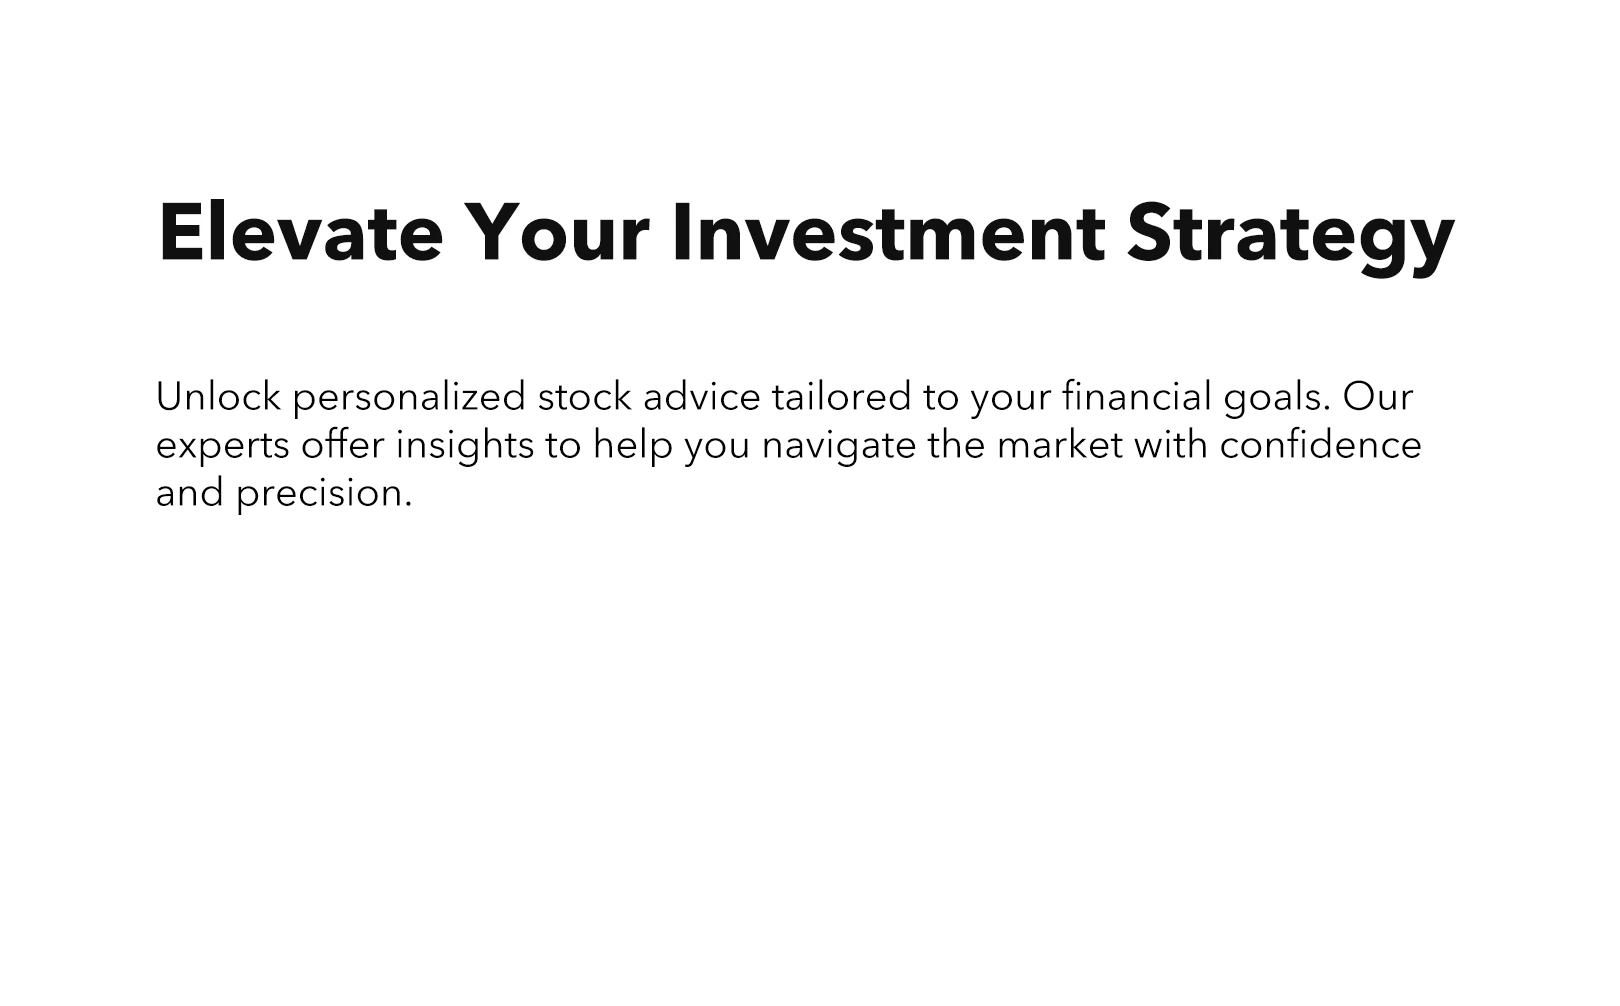 Elevate Your Investment Strategy
Unlock personalized stock advice tailored to your financial goals. Our
experts offer insights to help you navigate the market with confidence
and precision.